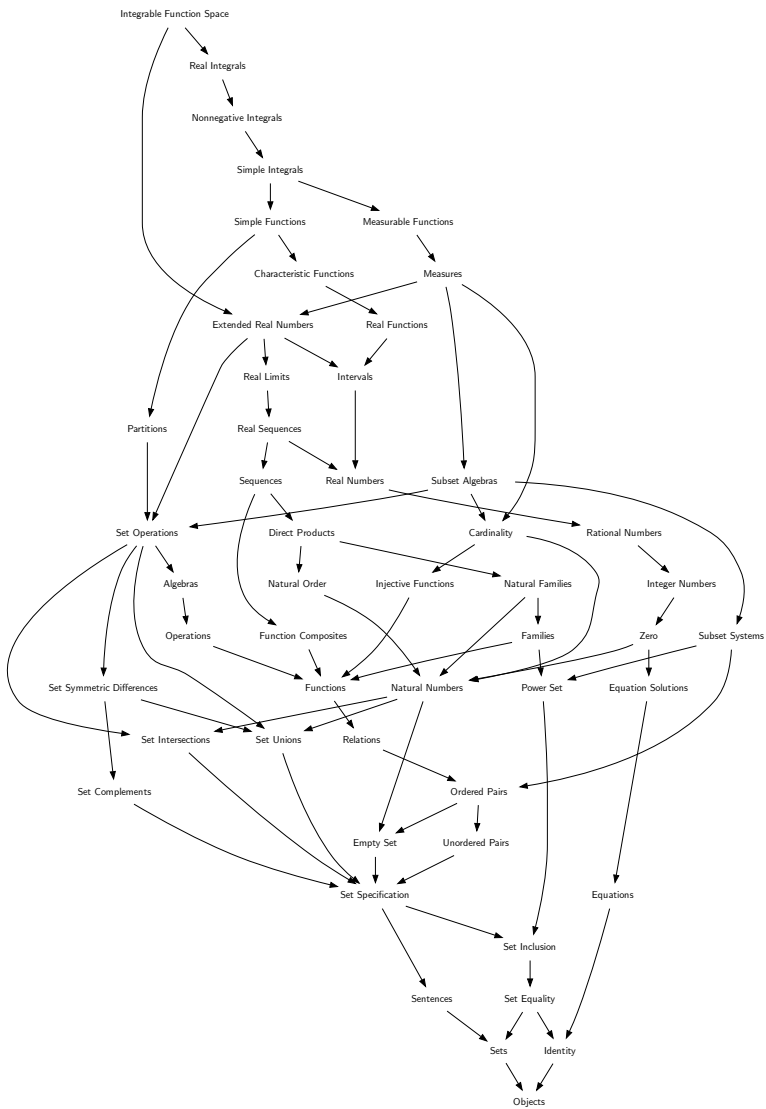 Integrable Function Space
Real Integrals
Nonnegative Integrals
Simple Integrals
Simple Functions
Measurable Functions
Characteristic Functions
Measures
Extended Real Numbers
Real Functions
Real Limits
Intervals
Partitions
Real Sequences
Sequences
Real Numbers
Subset Algebras
Set Operations
Direct Products
Cardinality
Rational Numbers
Algebras
Natural Order
Injective Functions
Natural Families
Integer Numbers
Operations
Function Composites
Families
Zero
Subset Systems
Set Symmetric Differences
Functions
Natural Numbers
Power Set
Equation Solutions
Set Intersections
Set Unions
Relations
Set Complements
Ordered Pairs
Empty Set
Unordered Pairs
Set Specification
Equations
Set Inclusion
Sentences
Set Equality
Sets
Identity
Objects